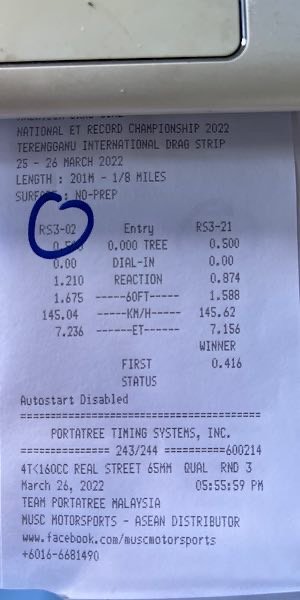 NATIONAL ET RECORD CHAMPIONSHIP 2022
TERENGGANU INTERNATIONAL DRAG STRIP
25 - 26 MARCH 2022
LENGTH : 201M - 1/8 MILES
SURFACE : NO-PREP
RS3-02 Entry RS3-21
0.000 TREE 0.500
0.00 DIAL-IN 0.00
1.210 REACTION 0.874
1.675 -----60FT----- 1.588
145.04 -----KM/H----- 145.62
7.236 ------ET------ 7.156
WINNER
FIRST 0.416
STATUS
Autostart Disabled
========================================
PORTATREE TIMING SYSTEMS, INC.
=============== 243/244 ==========600214
4T<160CC REAL STREET 65MM QUAL RND 3
March 26, 2022 05:55:59 PM
TEAM PORTATREE MALAYSIA
MUSC MOTORSPORTS - ASEAN DISTRIBUTOR
www.facebook.com/muscmotorsports
+6016-6681490